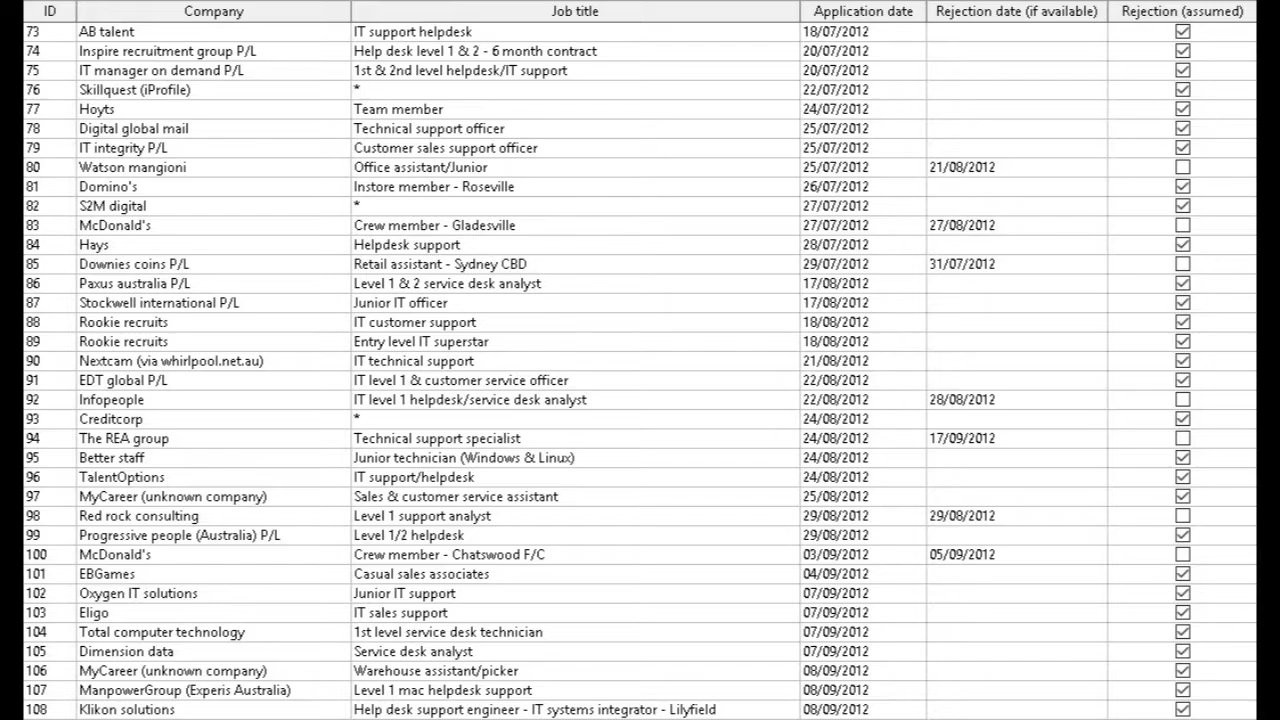 ID Company Job title Application date Rejection date (if available) Rejection (assumed)
73 AB talent IT support helpdesk 18/07/2012
74 Inspire recruitment group P/L Help desk level 1 & 2 - 6 month contract 20/07/2012
75 IT manager on demand P/L 1st & 2nd level helpdesk/IT support 20/07/2012
76 Skillquest (iProfile) * 22/07/2012
77 Hoyts Team member 24/07/2012
78 Digital global mail Technical support officer 25/07/2012
79 IT integrity P/L Customer sales support officer 25/07/2012
80 Watson mangioni Office assistant/Junior 25/07/2012 21/08/2012
81 Domino's Instore member - Roseville 26/07/2012
82 S2M digital * 27/07/2012
83 McDonald's Crew member - Gladesville 27/07/2012 27/08/2012
84 Hays Helpdesk support 28/07/2012
85 Downies coins P/L Retail assistant - Sydney CBD 29/07/2012 31/07/2012
86 Paxus australia P/L Level 1 & 2 service desk analyst 17/08/2012
87 Stockwell international P/L Junior IT officer 17/08/2012
88 Rookie recruits IT customer support 18/08/2012
89 Rookie recruits Entry level IT superstar 18/08/2012
90 Nextcam (via whirlpool.net.au) IT technical support 21/08/2012
91 EDT global P/L IT level 1 & customer service officer 22/08/2012
92 Infopeople IT level 1 helpdesk/service desk analyst 22/08/2012 28/08/2012
93 Creditcorp * 24/08/2012
94 The REA group Technical support specialist 24/08/2012 17/09/2012
95 Better staff Junior technician (Windows & Linux) 24/08/2012
96 TalentOptions IT support/helpdesk 24/08/2012
97 MyCareer (unknown company) Sales & customer service assistant 25/08/2012
98 Red rock consulting Level 1 support analyst 29/08/2012 29/08/2012
99 Progressive people (Australia) P/L Level 1/2 helpdesk 29/08/2012
100 McDonald's Crew member - Chatswood F/C 03/09/2012 05/09/2012
101 EBGames Casual sales associates 04/09/2012
102 Oxygen IT solutions Junior IT support 07/09/2012
103 Eligo IT sales support 07/09/2012
104 Total computer technology 1st level service desk technician 07/09/2012
105 Dimension data Service desk analyst 07/09/2012
106 MyCareer (unknown company) Warehouse assistant/picker 08/09/2012
107 ManpowerGroup (Experis Australia) Level 1 mac helpdesk support 08/09/2012
108 Klikon solutions Help desk support engineer - IT systems integrator - Lilyfield 08/09/2012